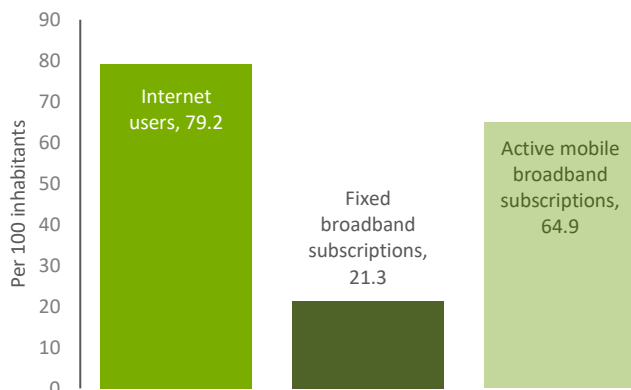 90
80
70
60
50
40
30
20
10
0
Per 100 inhabitants
Internet
users, 79.2
Fixed
broadband
subscriptions,
21.3
Active mobile
broadband
subscriptions,
64.9